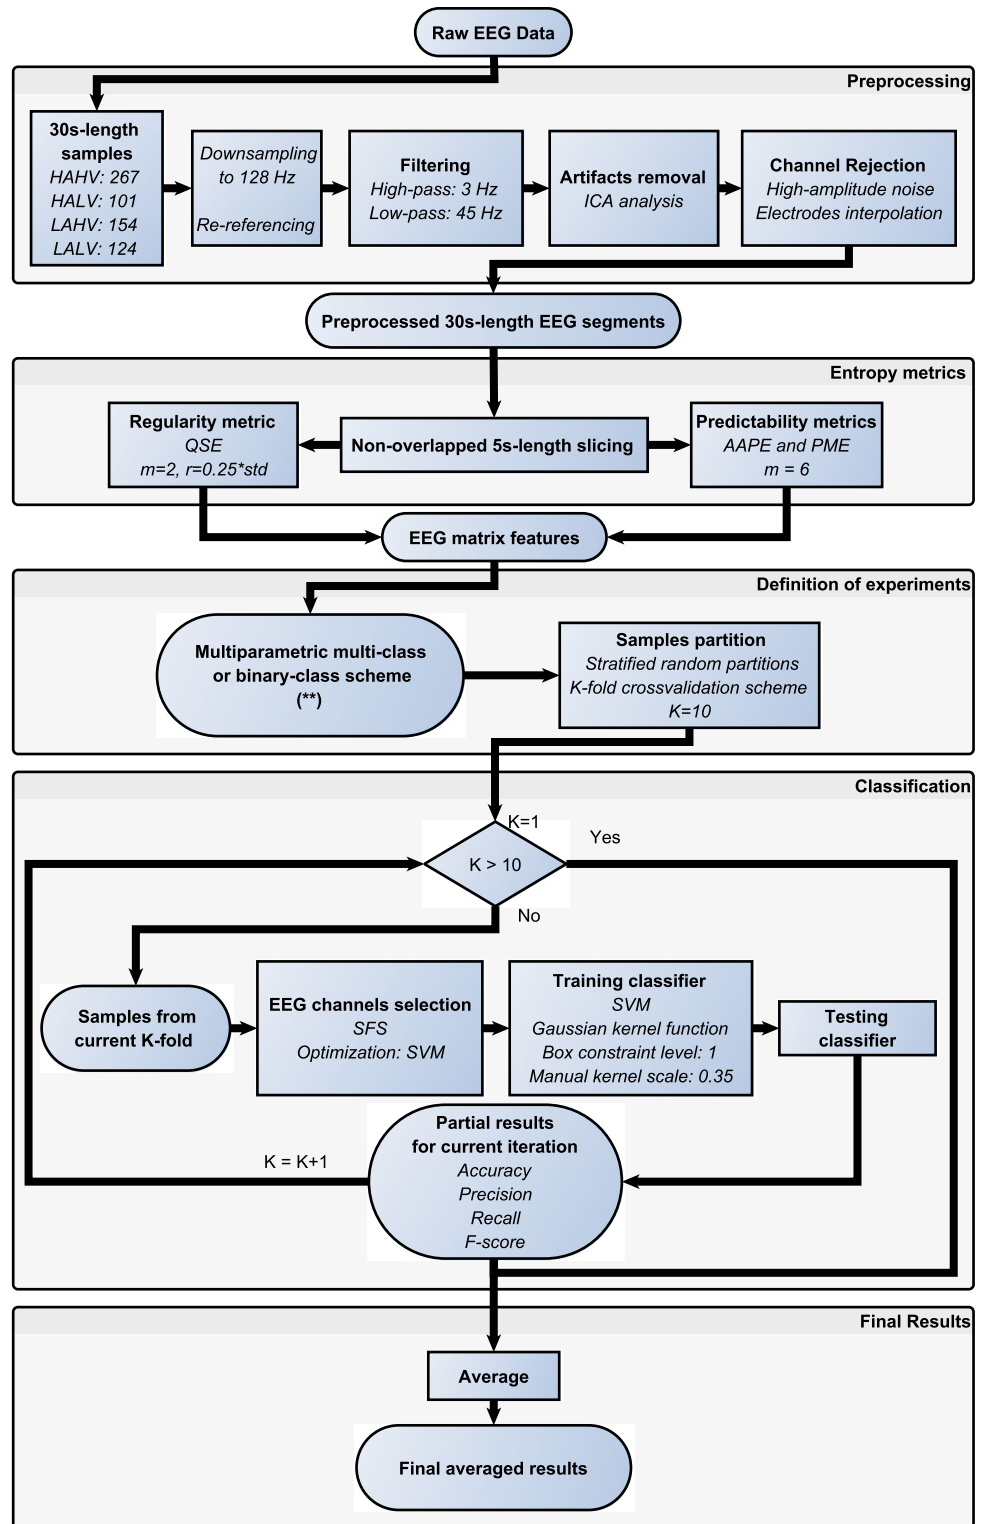 Raw EEG Data
Preprocessing
30s-length
samples
HAHV: 267
HALV: 101
LAHV: 154
LALV: 124
Downsampling
to 128 Hz
Re-referencing
Filtering
High-pass: 3 Hz
Low-pass: 45 Hz
Artifacts removal
ICA analysis
Channel Rejection
High-amplitude noise
Electrodes interpolation
Preprocessed 30s-length EEG segments
Entropy metrics
Regularity metric
QSE
m=2, r=0.25*std
Non-overlapped 5s-length slicing
Predictability metrics
AAPE and PME
m = 6
EEG matrix features
Definition of experiments
Multiparametric multi-class
or binary-class scheme
(**)
Samples partition
Stratified random partitions
K-fold crossvalidation scheme
K=10
Classification
K=1
Yes
K > 10
No
Samples from
current K-fold
EEG channels selection
SFS
Optimization: SVM
Training classifier
SVM
Gaussian kernel function
Box constraint level: 1
Manual kernel scale: 0.35
Testing
classifier
Partial results
for current iteration
Accuracy
Precision
Recall
F-score
K = K+1
Final Results
Average
Final averaged results